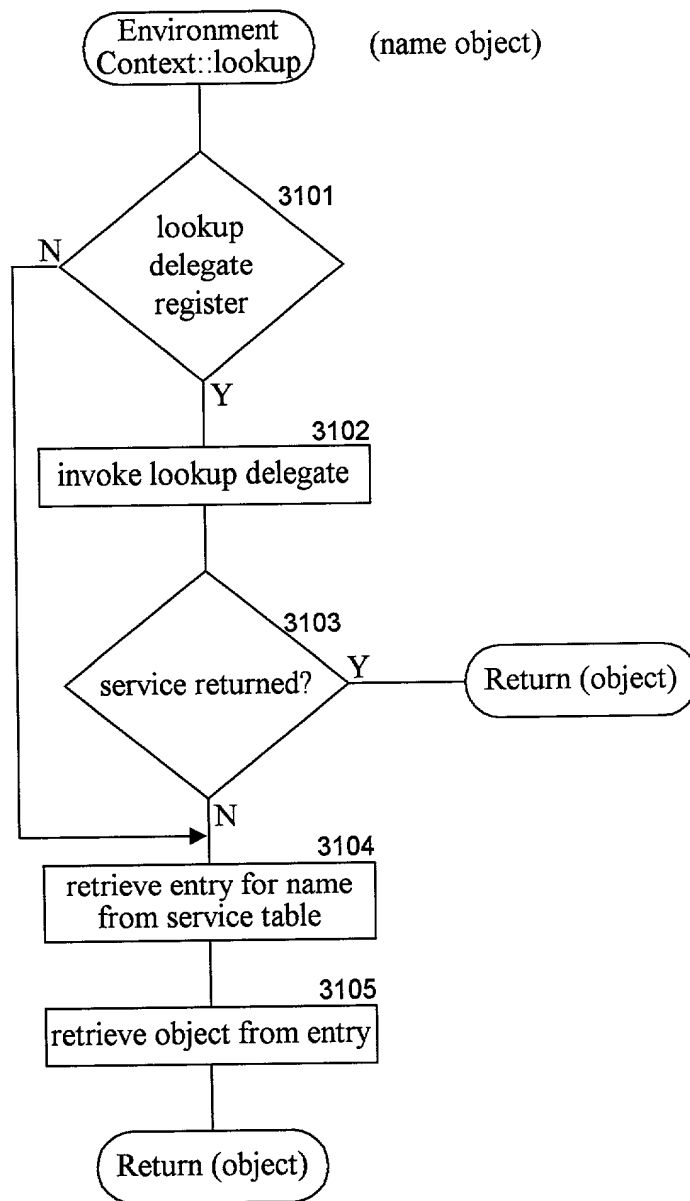 Environment
Context::lookup
(name object)
3101
lookup
delegate
register
N
Y
3102
invoke lookup delegate
3103
service returned?
Y
Return (object)
N
3104
retrieve entry for name
from service table
3105
retrieve object from entry
Return (object)